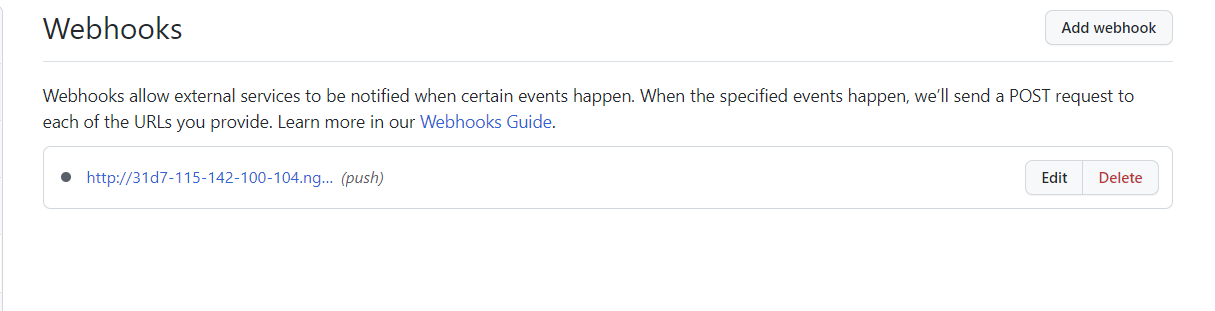 Webhooks
Add webhook
Webhooks allow external services to be notified when certain events happen. When the specified events happen, we'll send a POST request to
each of the URLs you provide. Learn more in our Webhooks Guide.
http://31d7-115-142-100-104.ng... (push)
Edit
Delete